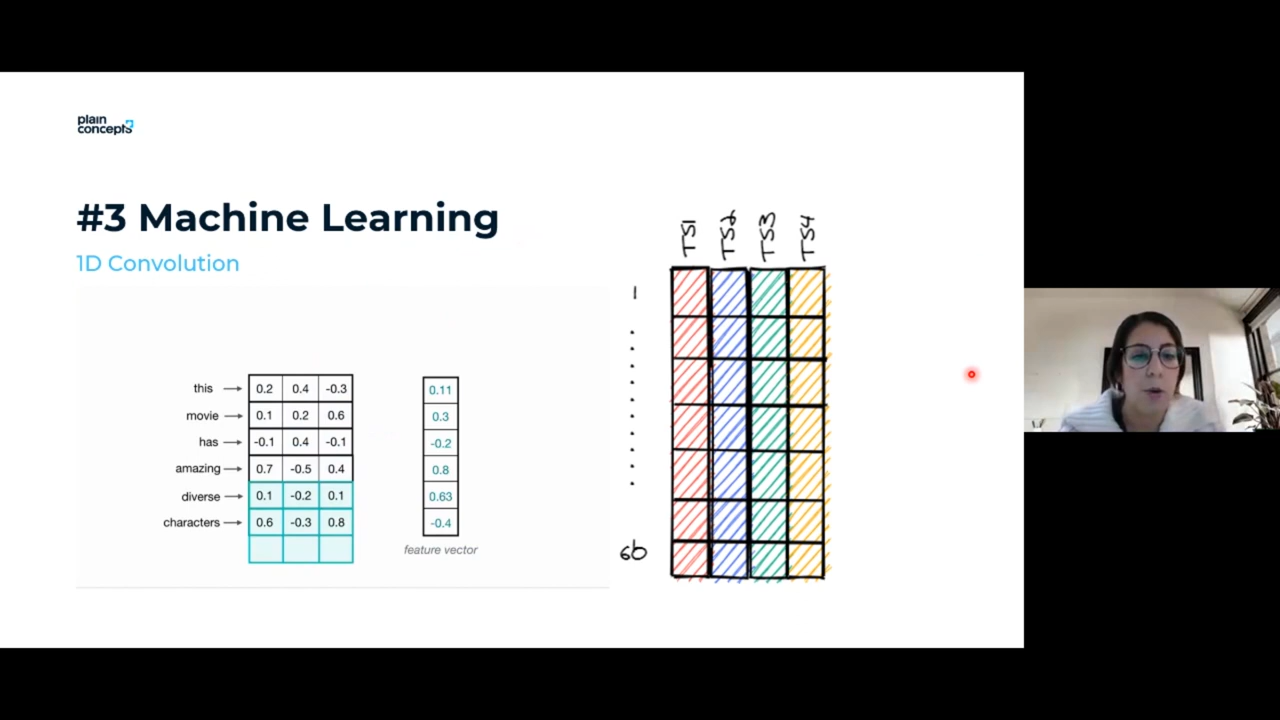 plain
concepts
#3 Machine Learning
1D Convolution
this 0.2 0.4 -0.3
movie 0.1 0.2 0.6
has -0.1 0.4 -0.1
amazing 0.7 -0.5 0.4
diverse 0.1 -0.2 0.1
characters 0.6 -0.3 0.8
0.11
0.3
-0.2
0.8
0.63
-0.4
feature vector
TS1 TS2 TS3 TS4
1
60